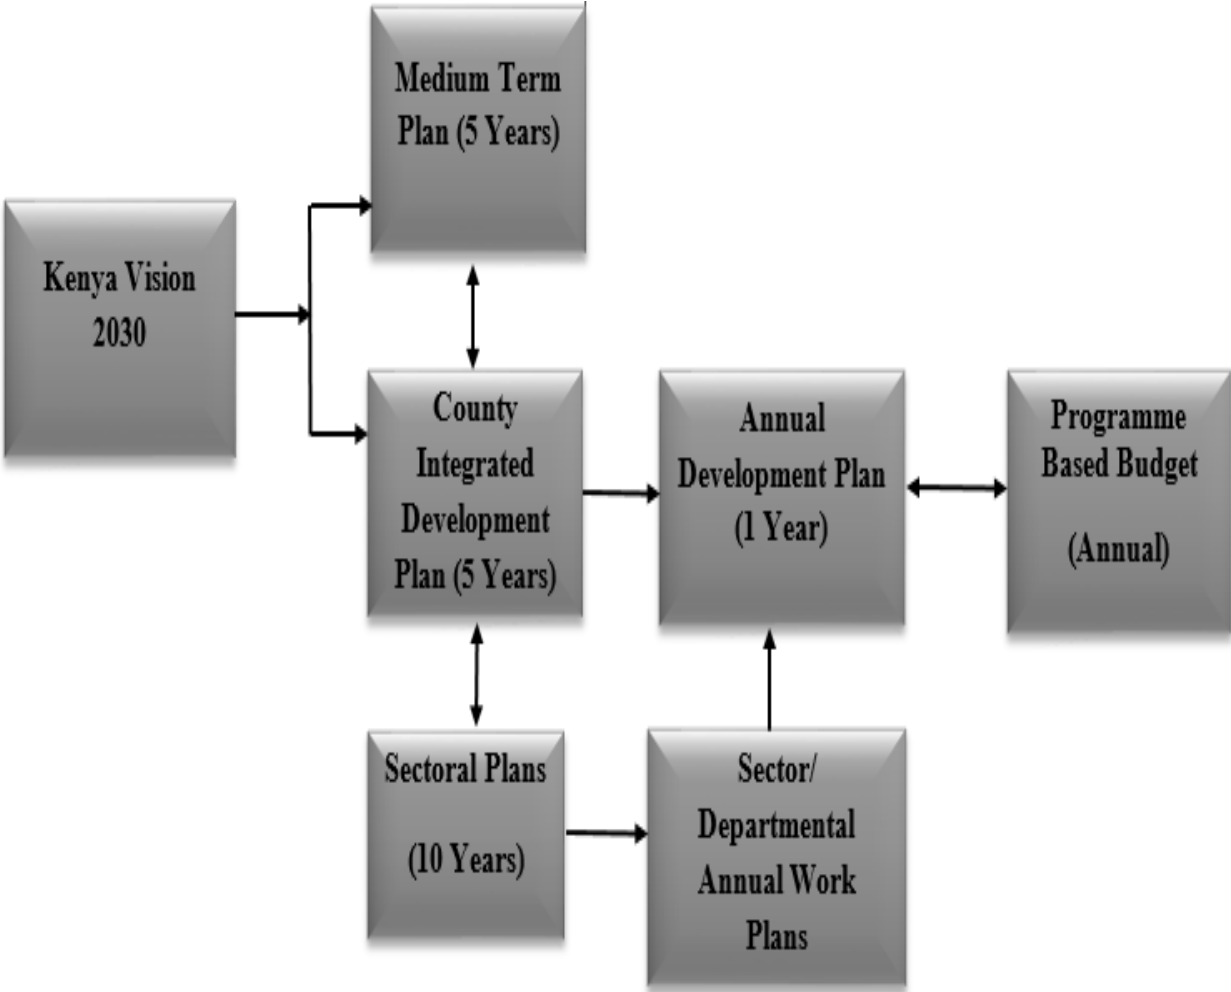 Medium Term
Plan (5 Years)
Kenya Vision
2030
County
Integrated
Development
Plan (5 Years)
Annual
Development Plan
(1 Year)
Programme
Based Budget
(Annual)
Sectoral Plans
(10 Years)
Sector/
Departmental
Annual Work
Plans